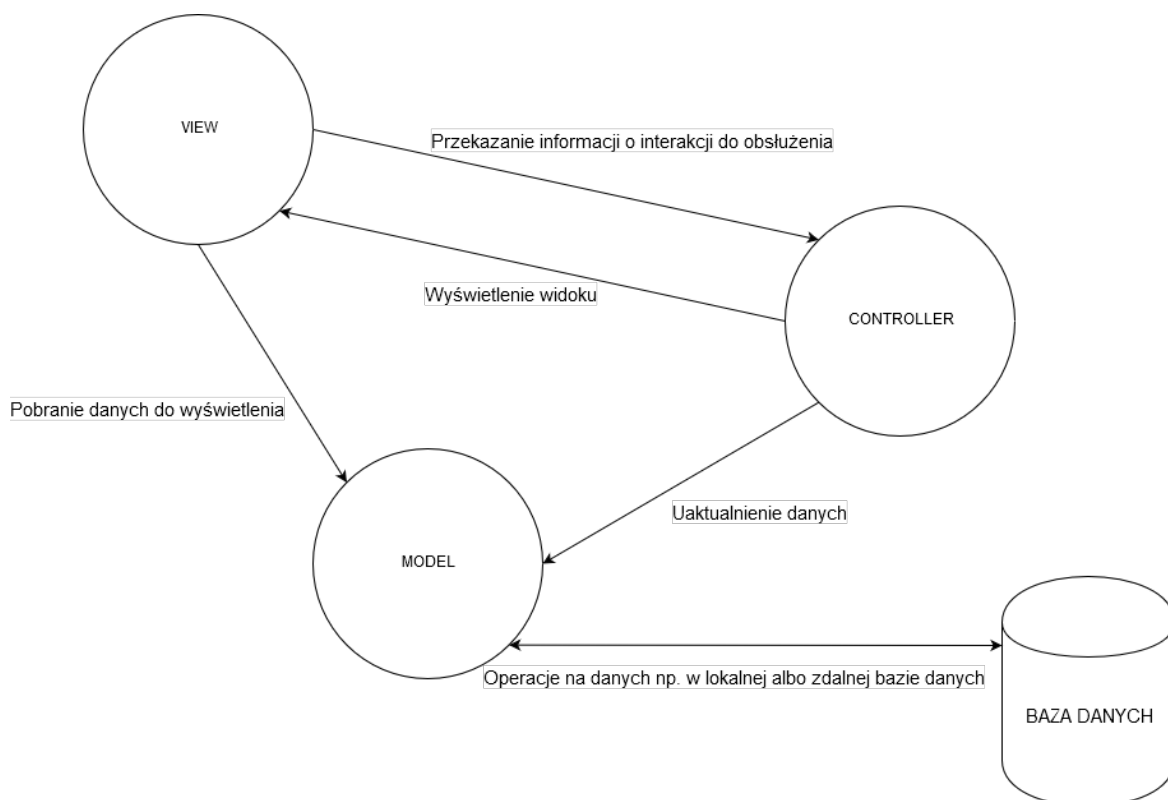 VIEW
Przekazanie informacji o interakcji do obsłużenia
Wyświetlenie widoku
CONTROLLER
Pobranie danych do wyświetlenia
Uaktualnienie danych
MODEL
Operacje na danych np. w lokalnej albo zdalnej bazie danych
BAZA DANYCH